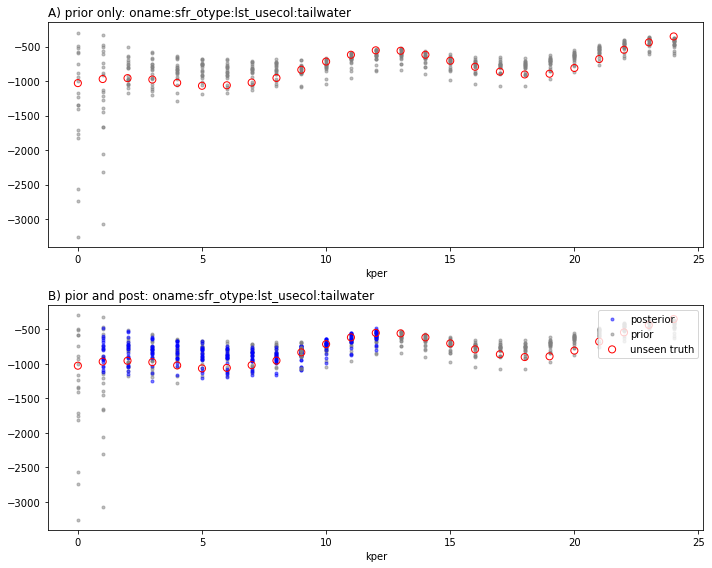 A) prior only: oname:sfr_otype:lst_usecol:tailwater
−500
−1000
−1500
−2000
−2500
−3000
0 5 10 15 20 25
kper
B) pior and post: oname:sfr_otype:lst_usecol:tailwater
posterior
prior
unseen truth
−500
−1000
−1500
−2000
−2500
−3000
0 5 10 15 20 25
kper